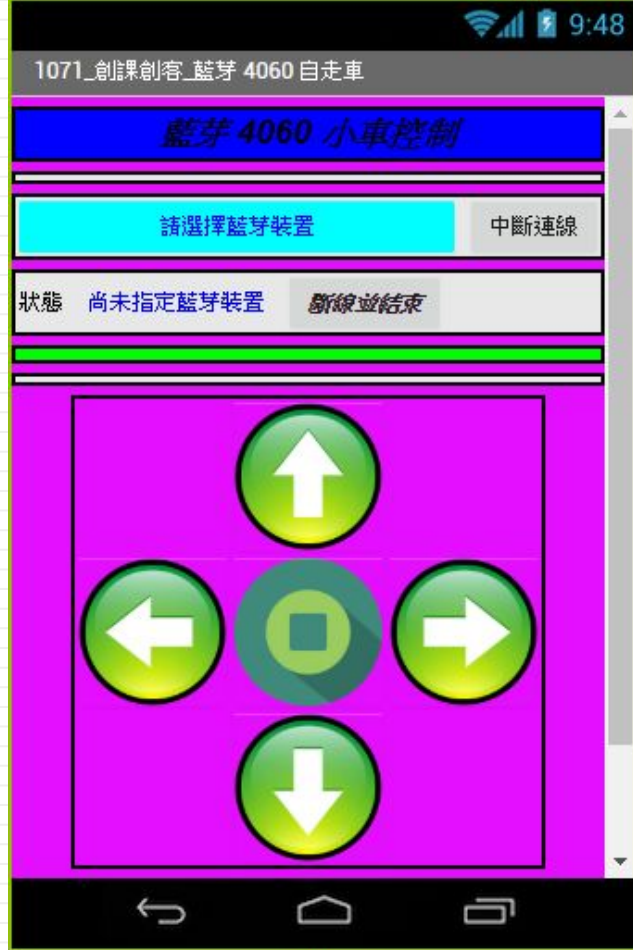 9:48
1071_創課創客_藍芽 4060 自走車
藍芽 4060 小車控制
請選擇藍芽裝置 中斷連線
狀態 尚未指定藍芽裝置 斷線並結束